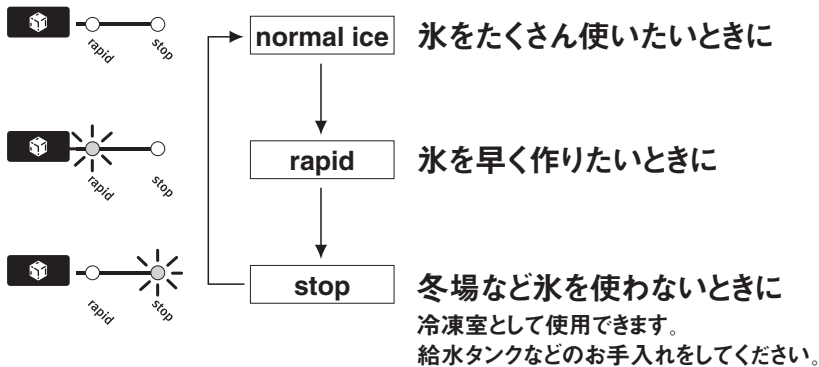 rapid
stop
normal ice
氷をたくさん使いたいときに
rapid
stop
rapid
氷を早く作りたいときに
rapid
stop
stop
冬場など氷を使わないときに
冷凍室として使用できます。
給水タンクなどのお手入れをしてください。